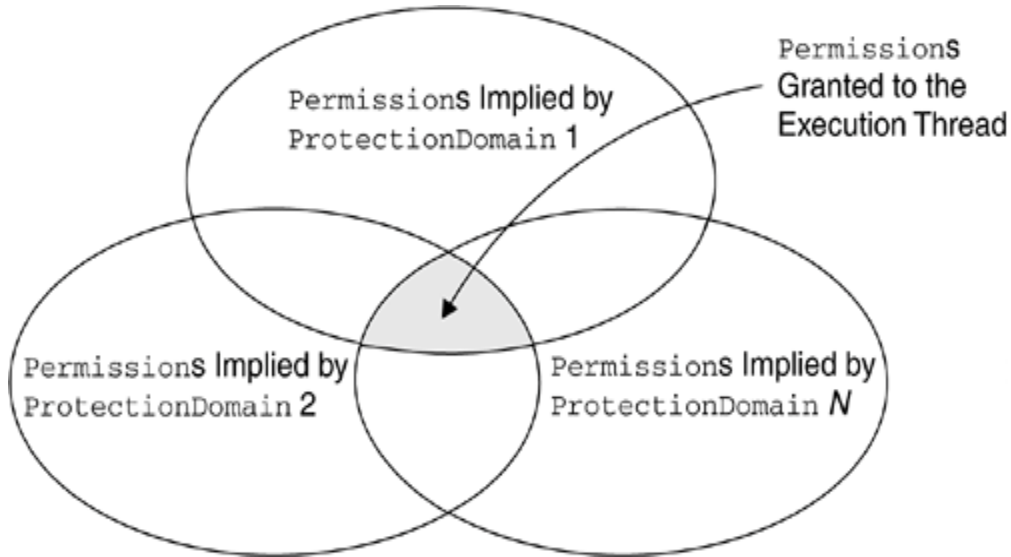 Permissions Implied by
ProtectionDomain 1
Permissions
Granted to the
Execution Thread
Permissions Implied by
ProtectionDomain 2
Permissions Implied by
ProtectionDomain N